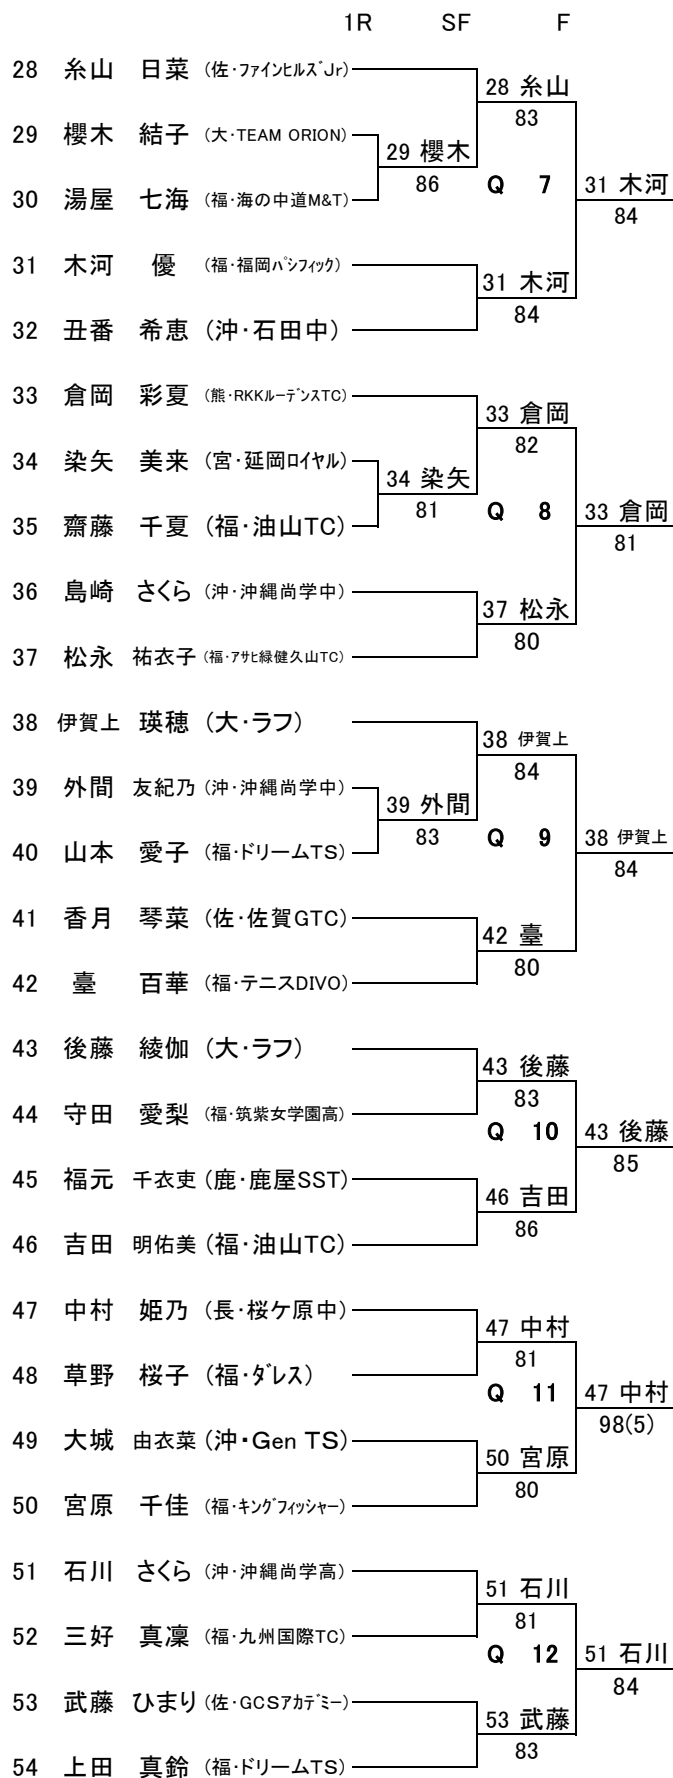 1R SF F
28 糸山 日菜 (佐・ファインヒルズJr)
28 糸山
83
29 櫻木 結子 (大・TEAM ORION)
29 櫻木
86
Q 7
31 木河
84
30 湯屋 七海 (福・海の中道M&T)
31 木河 優 (福・福岡パシフィック)
31 木河
84
32 丑番 希恵 (沖・石田中)
33 倉岡 彩夏 (熊・RKKルーデンスTC)
33 倉岡
82
34 染矢 美来 (宮・延岡ロイヤル)
34 染矢
81
Q 8
33 倉岡
81
35 齋藤 千夏 (福・油山TC)
36 島崎 さくら (沖・沖縄尚学中)
37 松永
80
37 松永 祐衣子 (福・アサヒ緑健久山TC)
38 伊賀上 瑛穂 (大・ラフ)
38 伊賀上
84
39 外間 友紀乃 (沖・沖縄尚学中)
39 外間
83
Q 9
38 伊賀上
84
40 山本 愛子 (福・ドリームTS)
41 香月 琴菜 (佐・佐賀GTC)
42 臺
80
42 臺 百華 (福・テニスDIVO)
43 後藤 綾伽 (大・ラフ)
43 後藤
83
44 守田 愛梨 (福・筑紫女学園高)
Q 10
43 後藤
85
45 福元 千衣吏 (鹿・鹿屋SST)
46 吉田
86
46 吉田 明佑美 (福・油山TC)
47 中村 姫乃 (長・桜ケ原中)
47 中村
81
48 草野 桜子 (福・ダレス)
Q 11
47 中村
98(5)
49 大城 由衣菜 (沖・Gen TS)
50 宮原
80
50 宮原 千佳 (福・キングフィッシャー)
51 石川 さくら (沖・沖縄尚学高)
51 石川
81
52 三好 真凜 (福・九州国際TC)
Q 12
51 石川
84
53 武藤 ひまり (佐・GCSアカデミー)
53 武藤
83
54 上田 真鈴 (福・ドリームTS)